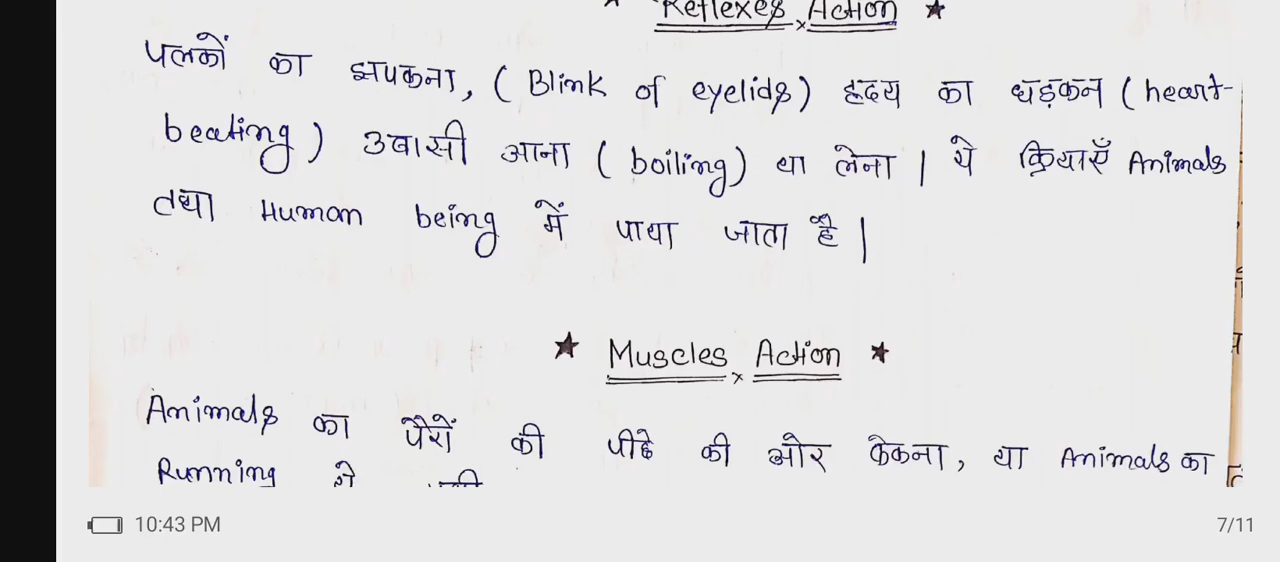 ★ Reflexes Action ★
पलकों का झपकना, (Blink of eyelids) हृदय का धड़कन (heart-
beating) उबासी आना (boiling) या लेना | ये क्रियाएँ Animals
तथा Human being में पाया जाता है |
★ Muscles Action ★
Animals का पैरों की पीछे की ओर फेकना, या Animals का
Running
10:43 PM
7/11